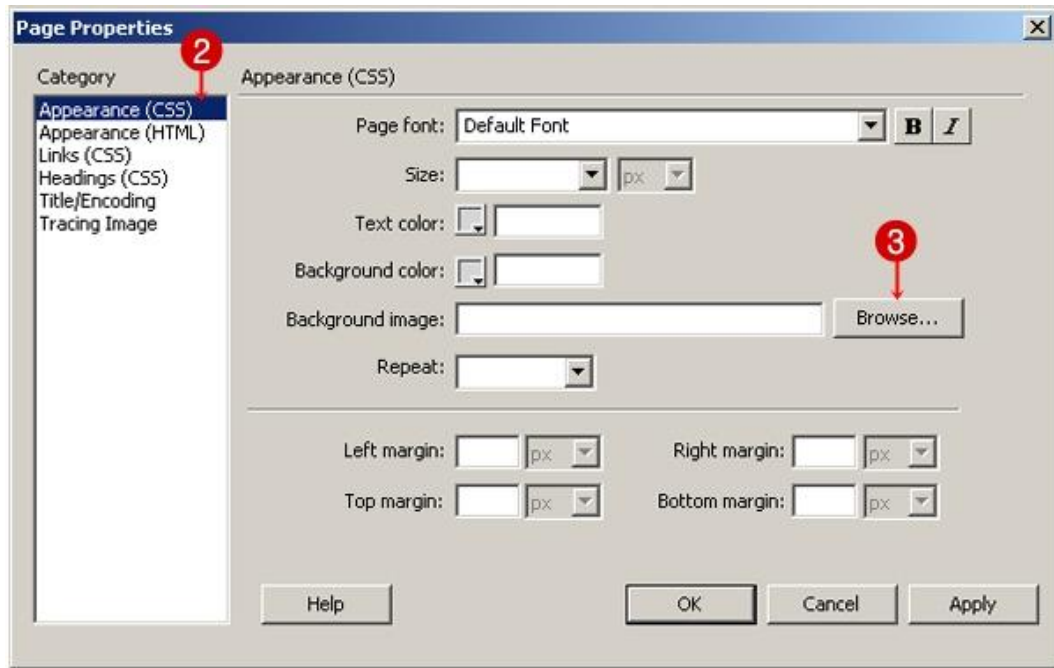 Page Properties
2
Category
Appearance (CSS)
Appearance (CSS)
Appearance (HTML)
Links (CSS)
Headings (CSS)
Title/Encoding
Tracing Image
Page font: Default Font B I
Size: px
Text color:
3
Background color:
Background image: Browse...
Repeat:
Left margin: px Right margin: px
Top margin: px Bottom margin: px
Help OK Cancel Apply